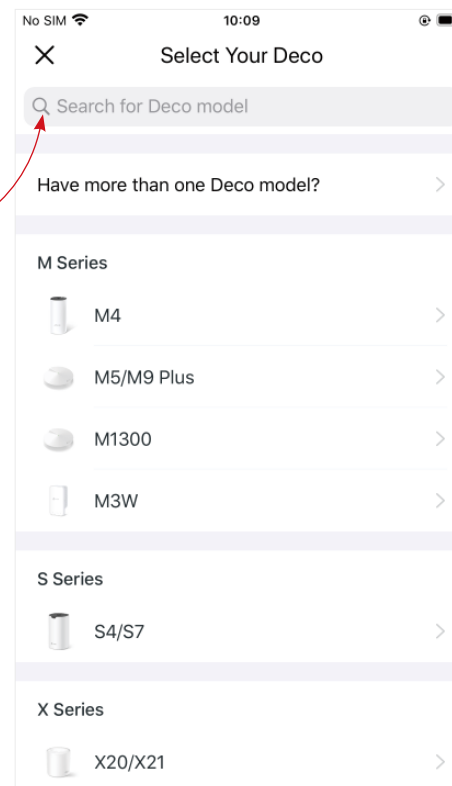 No SIM 10:09
Select Your Deco
Search for Deco model
Have more than one Deco model?
M Series
M4
M5/M9 Plus
M1300
M3W
S Series
S4/S7
X Series
X20/X21